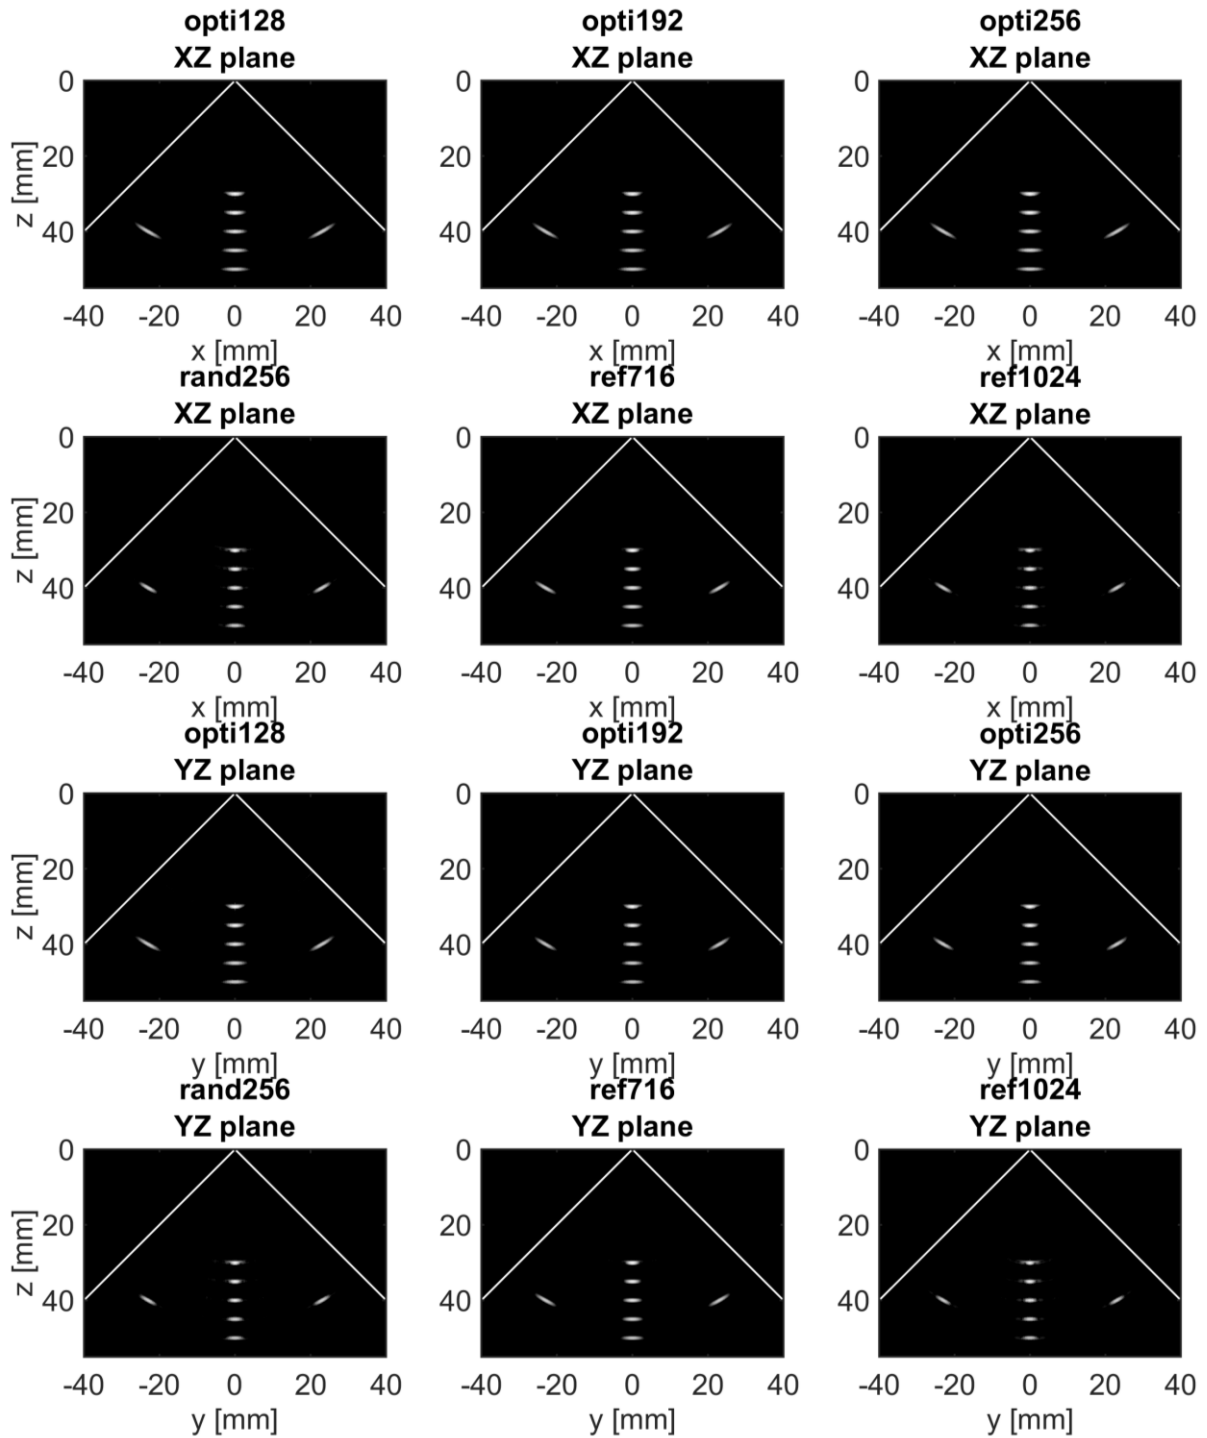 opti128 opti192 opti256
XZ plane XZ plane XZ plane
0 0 0
20 20 20
40 40 40
z [mm]
-40 -20 0 20 40 -40 -20 0 20 40 -40 -20 0 20 40
x [mm] x [mm] x [mm]
rand256 ref716 ref1024
XZ plane XZ plane XZ plane
0 0 0
20 20 20
40 40 40
z [mm]
-40 -20 0 20 40 -40 -20 0 20 40 -40 -20 0 20 40
x [mm] x [mm] x [mm]
opti128 opti192 opti256
YZ plane YZ plane YZ plane
0 0 0
20 20 20
40 40 40
z [mm]
-40 -20 0 20 40 -40 -20 0 20 40 -40 -20 0 20 40
y [mm] y [mm] y [mm]
rand256 ref716 ref1024
YZ plane YZ plane YZ plane
0 0 0
20 20 20
40 40 40
z [mm]
-40 -20 0 20 40 -40 -20 0 20 40 -40 -20 0 20 40
y [mm] y [mm] y [mm]